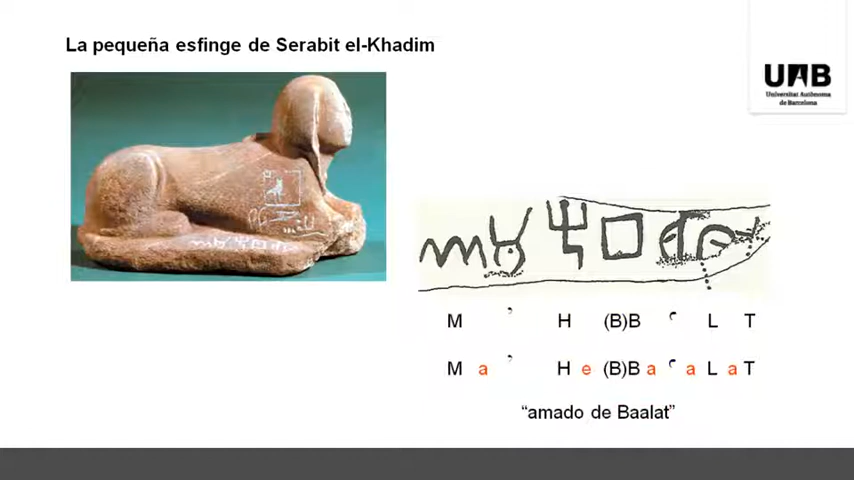 La pequeña esfinge de Serabit el-Khadim
UAB
Universitat Autònoma
de Barcelona
M ʾ H (B)B ʿ L T
M a ʾ H e (B)B a ʿ a L a T
“amado de Baalat”